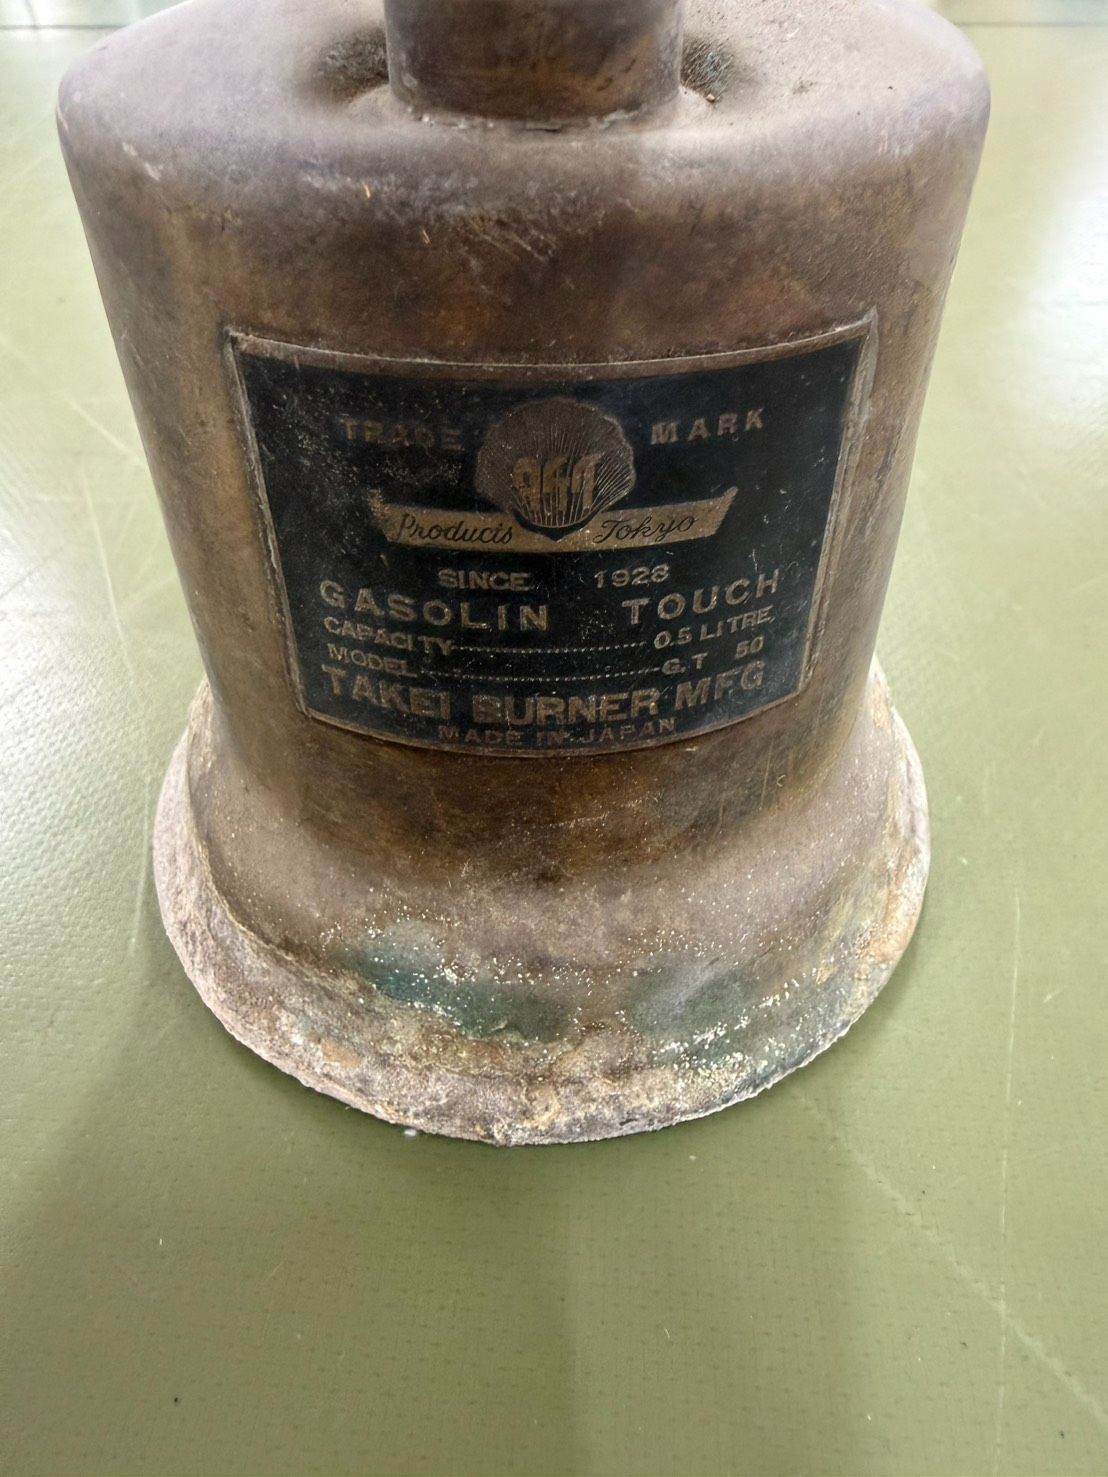 TRADE MARK
Products Tokyo
SINCE 1928
GASOLIN TOUCH
CAPACITY 0.5 LITRE,
MODEL G.T 50
TAKEI BURNER MFG
MADE IN JAPAN